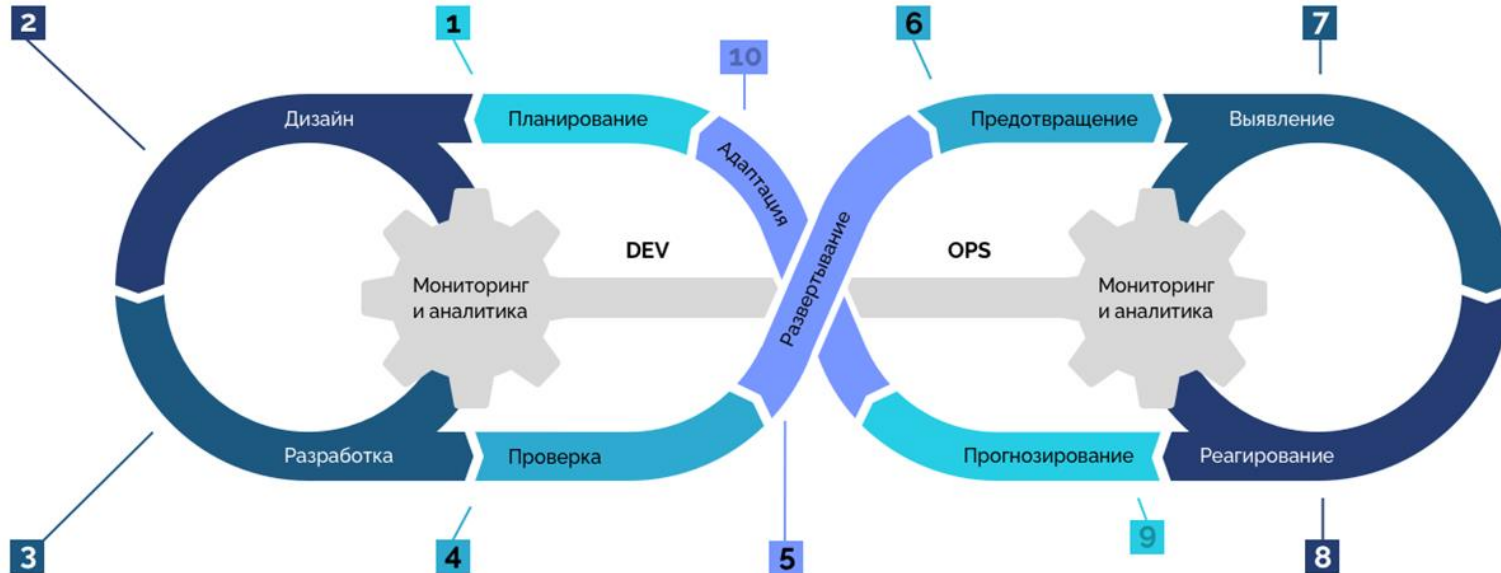 2
1
10
6
7
Дизайн
Планирование
Адаптация
Предотвращение
Выявление
DEV
OPS
Мониторинг
и аналитика
Развертывание
Мониторинг
и аналитика
Разработка
Проверка
Прогнозирование
Реагирование
3
4
5
9
8